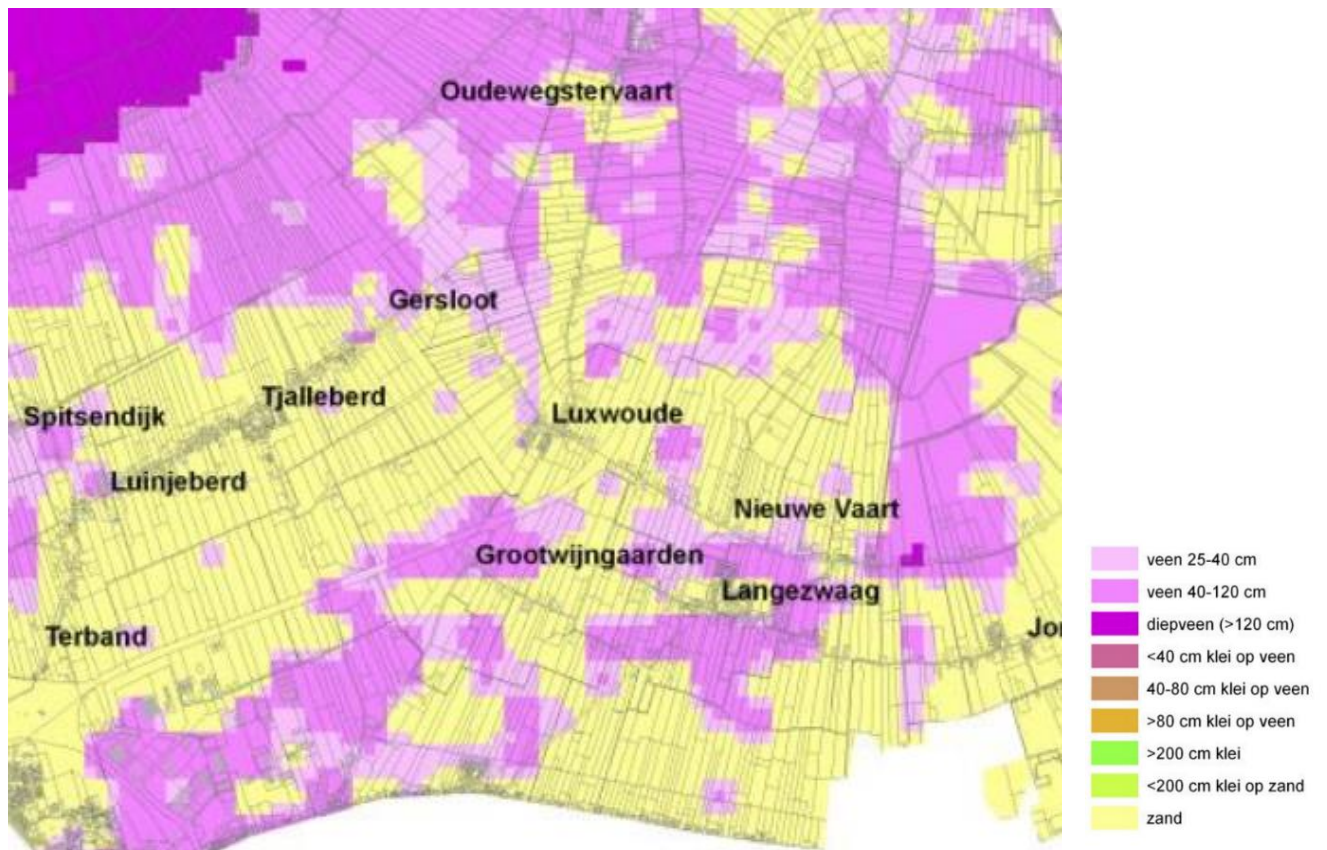 Oudewegstervaart
Gersloot
Tjalleberd
Spitsendijk
Luxwoude
Luinjeberd
Nieuwe Vaart
Grootwijngaarden
Langezwaag
Terband
Jo
veen 25-40 cm
veen 40-120 cm
diepveen (>120 cm)
<40 cm klei op veen
40-80 cm klei op veen
>80 cm klei op veen
>200 cm klei
<200 cm klei op zand
zand